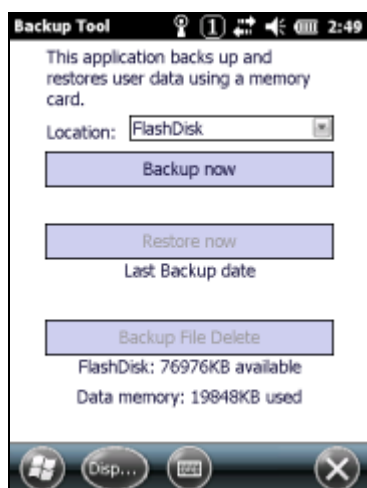 Backup Tool 1 2:49
This application backs up and
restores user data using a memory
card.
Location: FlashDisk
Backup now
Restore now
Last Backup date
Backup File Delete
FlashDisk: 76976KB available
Data memory: 19848KB used
Disp...